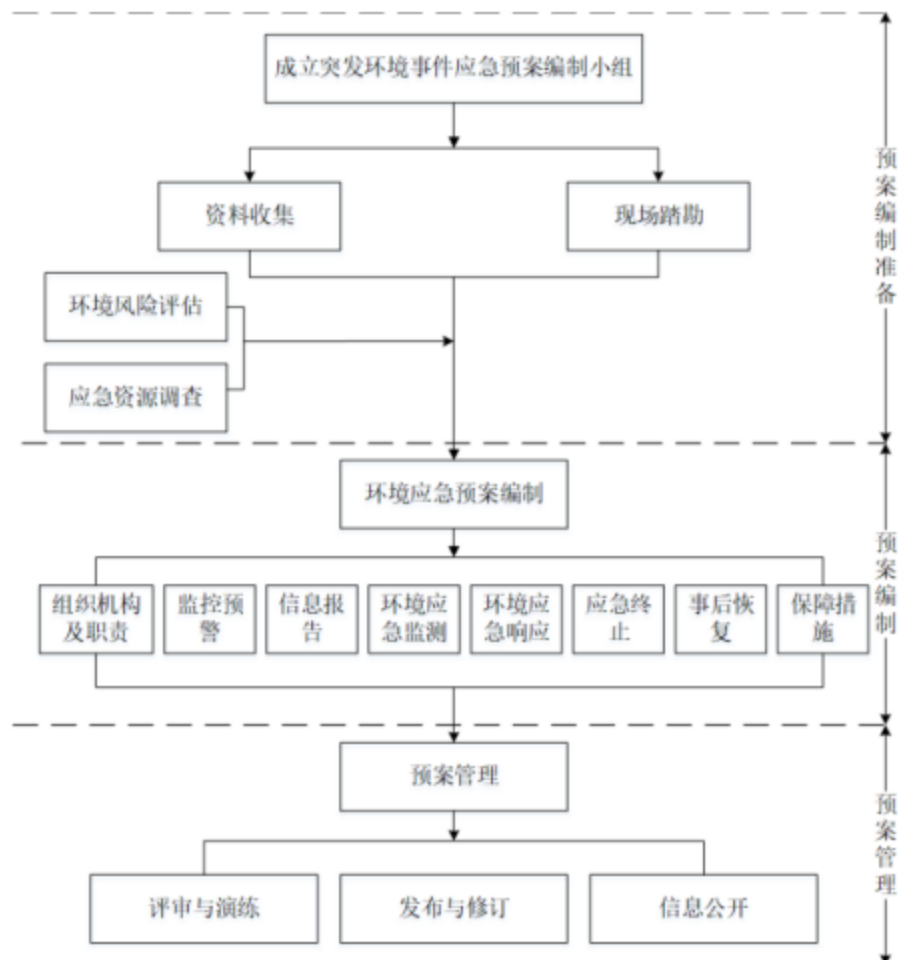 成立突发环境事件应急预案编制小组
资料收集
现场踏勘
环境风险评估
应急资源调查
预案编制准备
环境应急预案编制
组织机构
及职责
监控预
警
信息报
告
环境应
急监测
环境应
急响应
应急终
止
事后恢
复
保障措
施
预案编制
预案管理
评审与演练
发布与修订
信息公开
预案管理